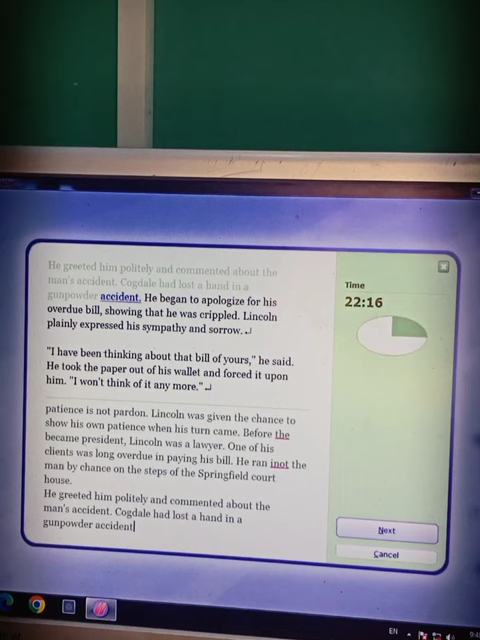 He greeted him politely and commented about the
man's accident. Cogdale had lost a hand in a
gunpowder accident. He began to apologize for his
overdue bill, showing that he was crippled. Lincoln
plainly expressed his sympathy and sorrow.
"I have been thinking about that bill of yours," he said.
He took the paper out of his wallet and forced it upon
him. "I won't think of it any more."
patience is not pardon. Lincoln was given the chance to
show his own patience when his turn came. Before the
became president, Lincoln was a lawyer. One of his
clients was long overdue in paying his bill. He ran inot the
man by chance on the steps of the Springfield court
house.
He greeted him politely and commented about the
man's accident. Cogdale had lost a hand in a
gunpowder accident
Time
22:16
Next
Cancel
EN